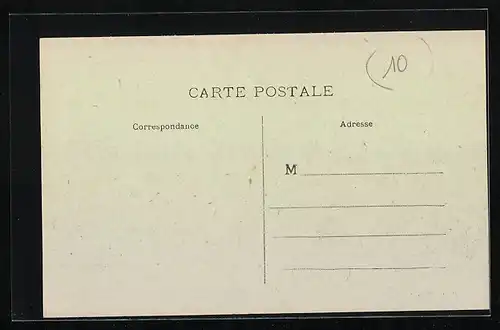 (10)
CARTE POSTALE
Correspondance
Adresse
M